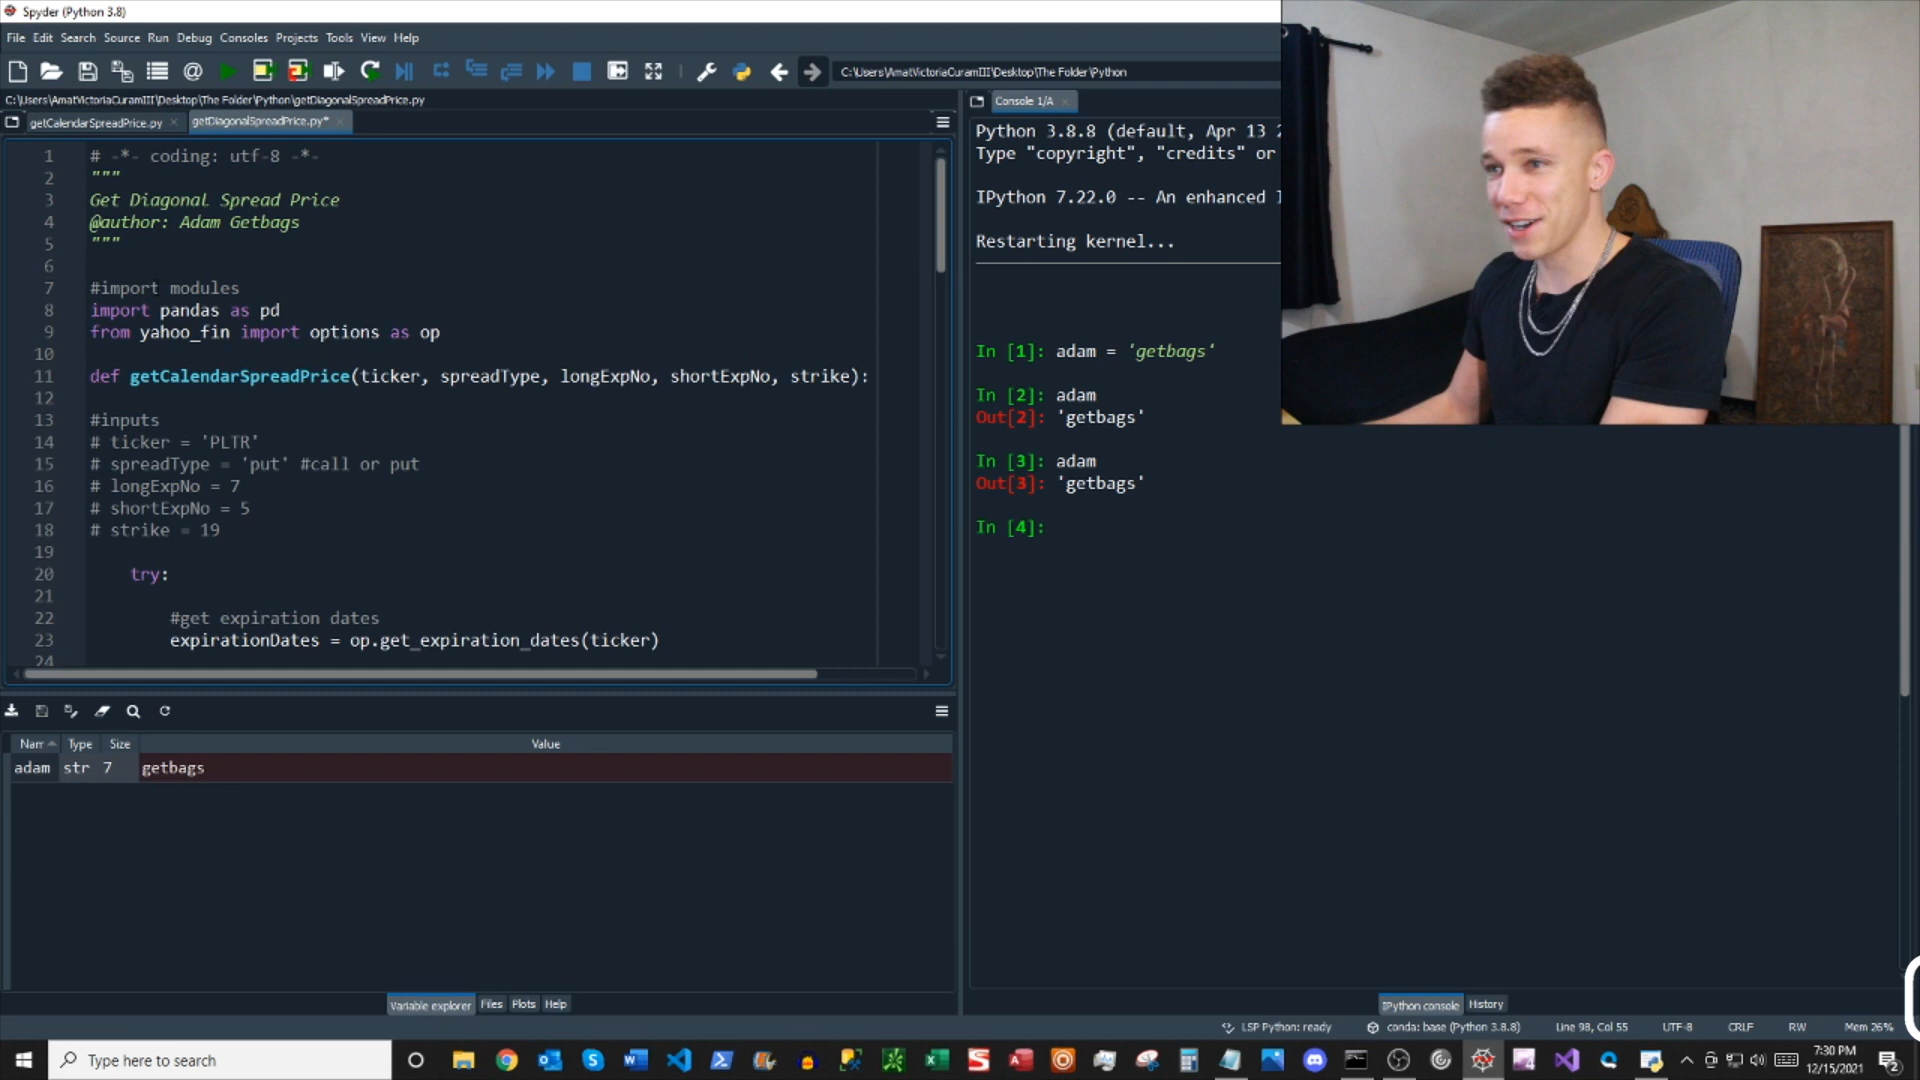 Spyder (Python 3.8)
File Edit Search Source Run Debug Consoles Projects Tools View Help
C:\Users\AmatVictoriaCuramIII\Desktop\The Folder\Python
C:\Users\AmatVictoriaCuramIII\Desktop\The Folder\Python\getDiagonalSpreadPrice.py
getCalendarSpreadPrice.py getDiagonalSpreadPrice.py*
1 # -*- coding: utf-8 -*-
2 """
3 Get Diagonal Spread Price
4 @author: Adam Getbags
5 """
6
7 #import modules
8 import pandas as pd
9 from yahoo_fin import options as op
10
11 def getCalendarSpreadPrice(ticker, spreadType, longExpNo, shortExpNo, strike):
12
13 #inputs
14 # ticker = 'PLTR'
15 # spreadType = 'put' #call or put
16 # longExpNo = 7
17 # shortExpNo = 5
18 # strike = 19
19
20 try:
21
22 #get expiration dates
23 expirationDates = op.get_expiration_dates(ticker)
24
Console 1/A
Python 3.8.8 (default, Apr 13 2
Type "copyright", "credits" or
IPython 7.22.0 -- An enhanced I
Restarting kernel...
In [1]: adam = 'getbags'
In [2]: adam
Out[2]: 'getbags'
In [3]: adam
Out[3]: 'getbags'
In [4]:
Nam Type Size Value
adam str 7 getbags
Variable explorer Files Plots Help
IPython console History
LSP Python: ready conda: base (Python 3.8.8) Line 98, Col 55 UTF-8 CRLF RW Mem 26%
Type here to search
7:30 PM
12/15/2021
2